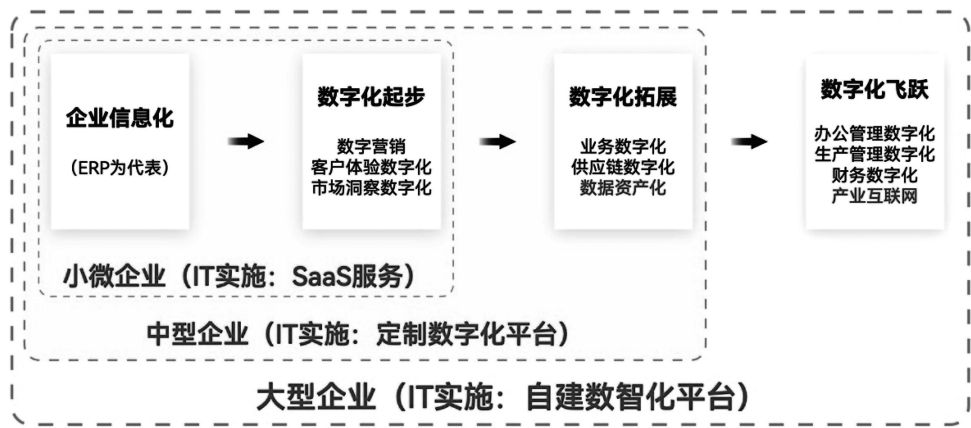 企业信息化
（ERP为代表）
数字化起步
数字营销
客户体验数字化
市场洞察数字化
数字化拓展
业务数字化
供应链数字化
数据资产化
数字化飞跃
办公管理数字化
生产管理数字化
财务数字化
产业互联网
小微企业（IT实施：SaaS服务）
中型企业（IT实施：定制数字化平台）
大型企业（IT实施：自建数智化平台）